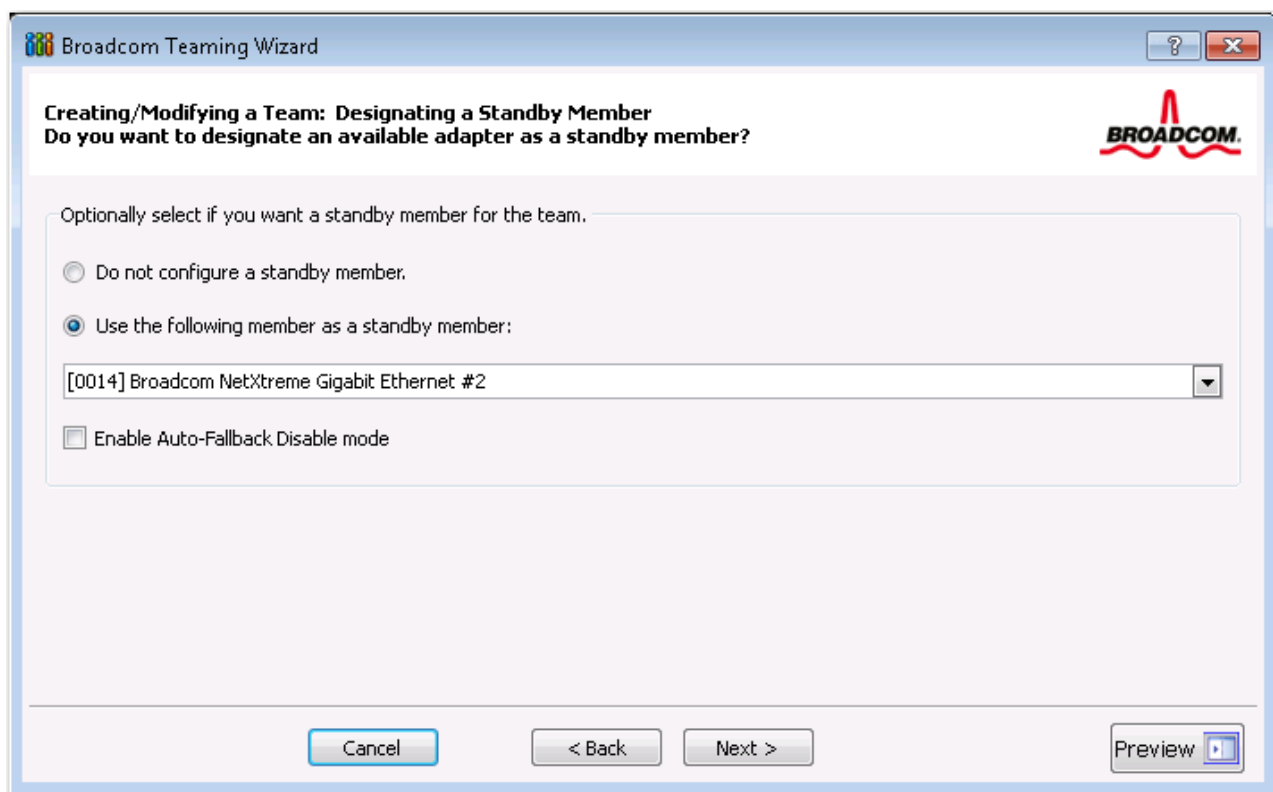 Broadcom Teaming Wizard
?
Creating/Modifying a Team: Designating a Standby Member
Do you want to designate an available adapter as a standby member?
BROADCOM.
Optionally select if you want a standby member for the team.
Do not configure a standby member.
Use the following member as a standby member:
[0014] Broadcom NetXtreme Gigabit Ethernet #2
Enable Auto-Fallback Disable mode
Cancel
< Back
Next >
Preview